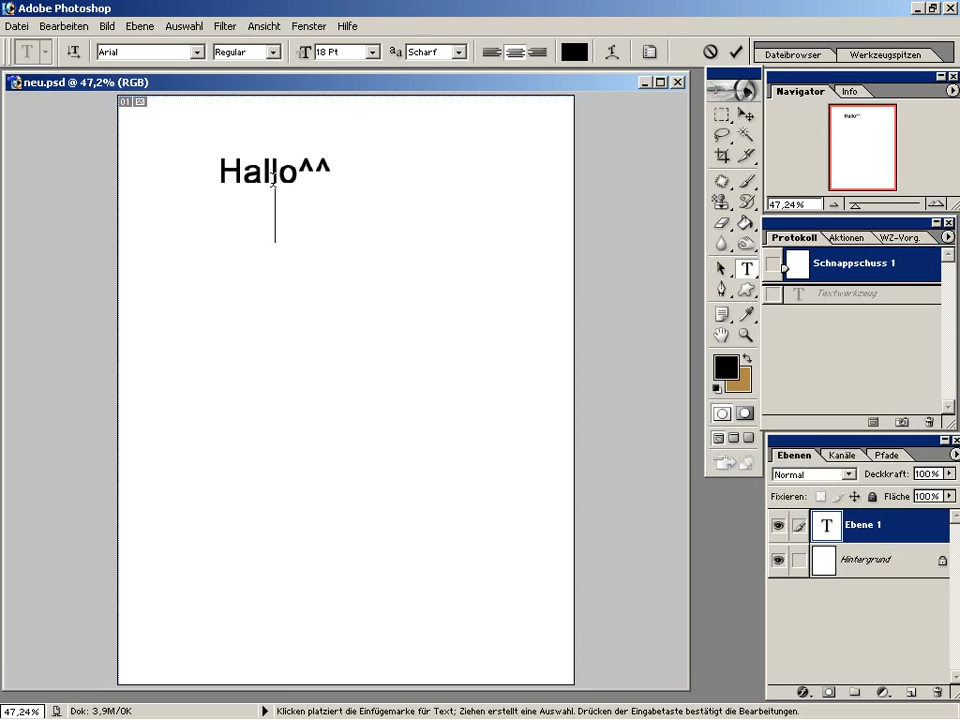 Adobe Photoshop
Datei Bearbeiten Bild Ebene Auswahl Filter Ansicht Fenster Hilfe
T T Arial Regular T 18 Pt aa Scharf Dateibrowser Werkzeugspitzen
neu.psd @ 47,2% (RGB)
01
Hallo^^
Navigator Info
Hallo^^
47,24%
Protokoll Aktionen WZ-Vorg.
Schnappschuss 1
T Textwerkzeug
T
Ebenen Kanäle Pfade
Normal Deckkraft: 100%
Fixieren: Fläche 100%
T Ebene 1
Hintergrund
47,24% Dok: 3,9M/0K Klicken platziert die Einfügemarke für Text; Ziehen erstellt eine Auswahl. Drücken der Eingabetaste bestätigt die Bearbeitungen.